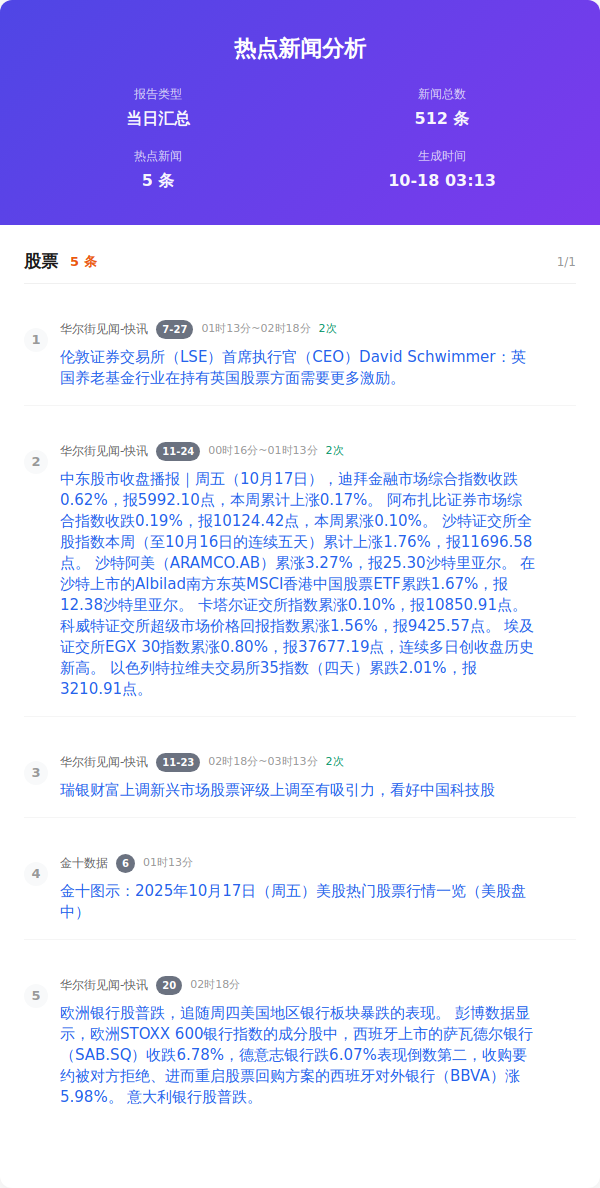 热点新闻分析
报告类型
当日汇总
新闻总数
512 条
热点新闻
5 条
生成时间
10-18 03:13
股票 5 条 1/1
1
华尔街见闻-快讯 7-27 01时13分~02时18分 2次
伦敦证券交易所（LSE）首席执行官（CEO）David Schwimmer：英
国养老基金行业在持有英国股票方面需要更多激励。
2
华尔街见闻-快讯 11-24 00时16分~01时13分 2次
中东股市收盘播报｜周五（10月17日），迪拜金融市场综合指数收跌
0.62%，报5992.10点，本周累计上涨0.17%。 阿布扎比证券市场综
合指数收跌0.19%，报10124.42点，本周累涨0.10%。 沙特证交所全
股指数本周（至10月16日的连续五天）累计上涨1.76%，报11696.58
点。 沙特阿美（ARAMCO.AB）累涨3.27%，报25.30沙特里亚尔。 在
沙特上市的Albilad南方东英MSCI香港中国股票ETF累跌1.67%，报
12.38沙特里亚尔。 卡塔尔证交所指数累涨0.10%，报10850.91点。
科威特证交所超级市场价格回报指数累涨1.56%，报9425.57点。 埃及
证交所EGX 30指数累涨0.80%，报37677.19点，连续多日创收盘历史
新高。 以色列特拉维夫交易所35指数（四天）累跌2.01%，报
3210.91点。
3
华尔街见闻-快讯 11-23 02时18分~03时13分 2次
瑞银财富上调新兴市场股票评级上调至有吸引力，看好中国科技股
4
金十数据 6 01时13分
金十图示：2025年10月17日（周五）美股热门股票行情一览（美股盘
中）
5
华尔街见闻-快讯 20 02时18分
欧洲银行股普跌，追随周四美国地区银行板块暴跌的表现。 彭博数据显
示，欧洲STOXX 600银行指数的成分股中，西班牙上市的萨瓦德尔银行
（SAB.SQ）收跌6.78%，德意志银行跌6.07%表现倒数第二，收购要
约被对方拒绝、进而重启股票回购方案的西班牙对外银行（BBVA）涨
5.98%。 意大利银行股普跌。